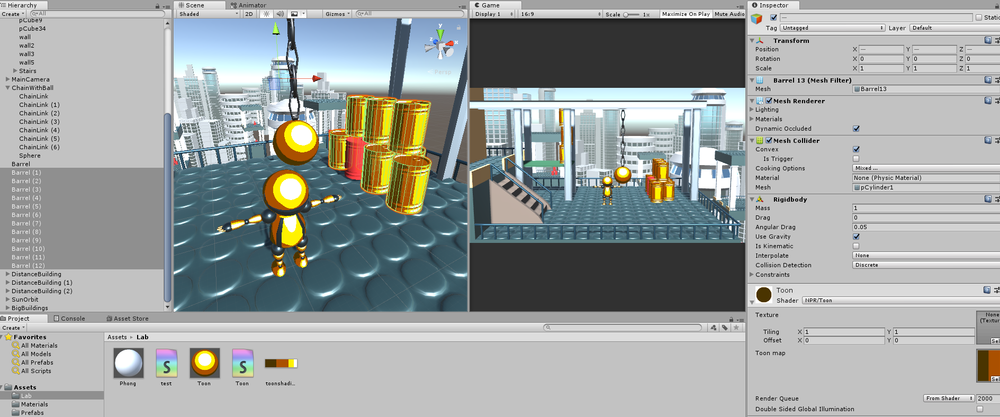 Hierarchy
Create
All
pCube9
pCube34
wall
wall2
wall3
wall5
Stairs
MainCamera
ChainWithBall
ChainLink
ChainLink (1)
ChainLink (2)
ChainLink (3)
ChainLink (4)
ChainLink (5)
ChainLink (6)
Sphere
Barrel
Barrel (1)
Barrel (2)
Barrel (3)
Barrel (4)
Barrel (5)
Barrel (6)
Barrel (7)
Barrel (8)
Barrel (9)
Barrel (10)
Barrel (11)
Barrel (12)
DistanceBuilding
DistanceBuilding (1)
DistanceBuilding (2)
SunOrbit
BigBuildings
Scene Animator
Shaded 2D Gizmos All
y
z x
Persp
Game
Display 1 16:9 Scale 1x Maximize On Play Mute Audio
Inspector
— Static
Tag Untagged Layer Default
Transform
Position X — Y — Z —
Rotation X 0 Y 0 Z 0
Scale X 1 Y 1 Z 1
Barrel 13 (Mesh Filter)
Mesh Barrel13
Mesh Renderer
Lighting
Materials
Dynamic Occluded
Mesh Collider
Convex
Is Trigger
Cooking Options Mixed ...
Material None (Physic Material)
Mesh pCylinder1
Rigidbody
Mass 1
Drag 0
Angular Drag 0.05
Use Gravity
Is Kinematic
Interpolate None
Collision Detection Discrete
Constraints
Toon
Shader NPR/Toon
Texture None
(Textur
Tiling X 1 Y 1
Offset X 0 Y 0
Sel
Toon map
Sel
Render Queue From Shader 2000
Double Sided Global Illumination
Project Console Asset Store
Create
Favorites
All Materials
All Models
All Prefabs
All Scripts
Assets
Lab
Materials
Prefabs
Assets ▸ Lab
S S
Phong test Toon Toon toonshadi...